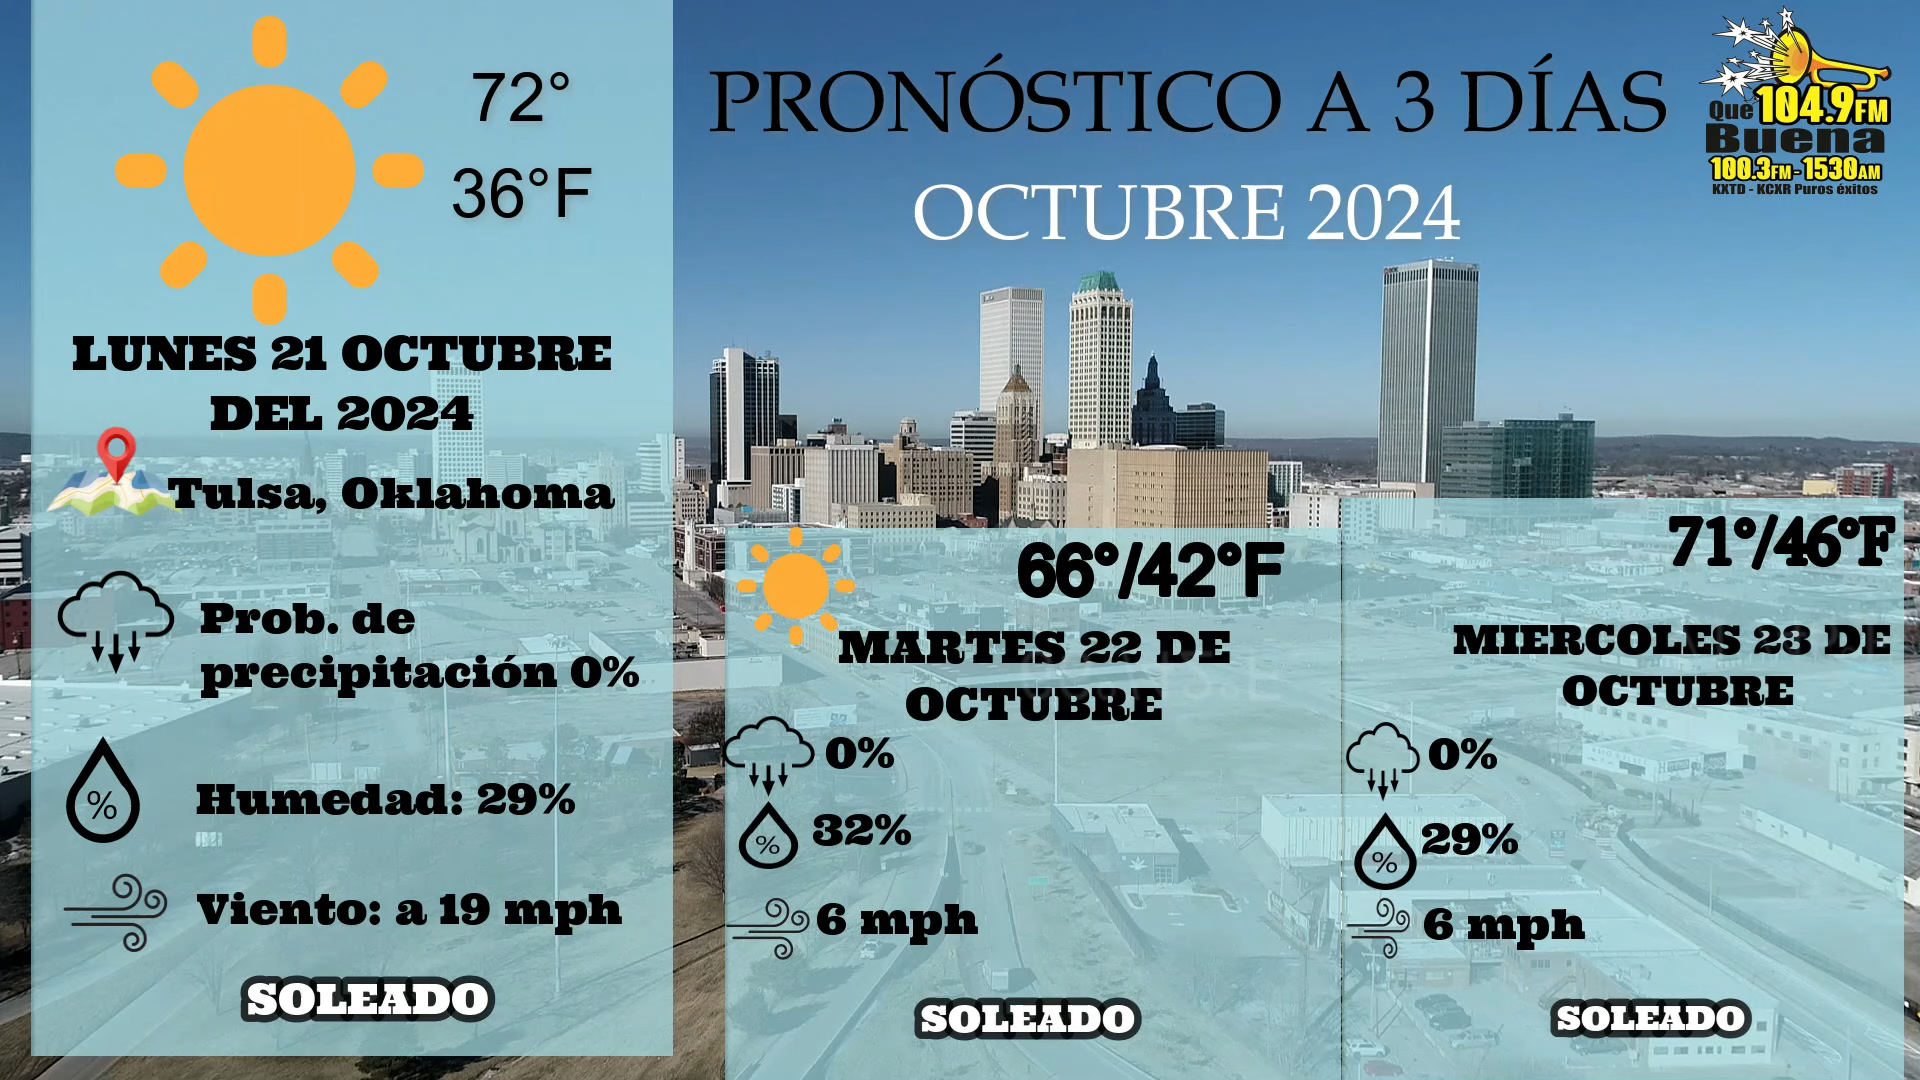 72°
36°F
LUNES 21 OCTUBRE
DEL 2024
Tulsa, Oklahoma
Prob. de
precipitación 0%
%
Humedad: 29%
Viento: a 19 mph
SOLEADO
PRONÓSTICO A 3 DÍAS
OCTUBRE 2024
Què 104.9FM
Buena
100.3FM-1530AM
KXTD - KCXR Puros éxitos
66°/42°F
MARTES 22 DE
OCTUBRE
0%
%
32%
6 mph
SOLEADO
71°/46°F
MIERCOLES 23 DE
OCTUBRE
0%
%
29%
6 mph
SOLEADO